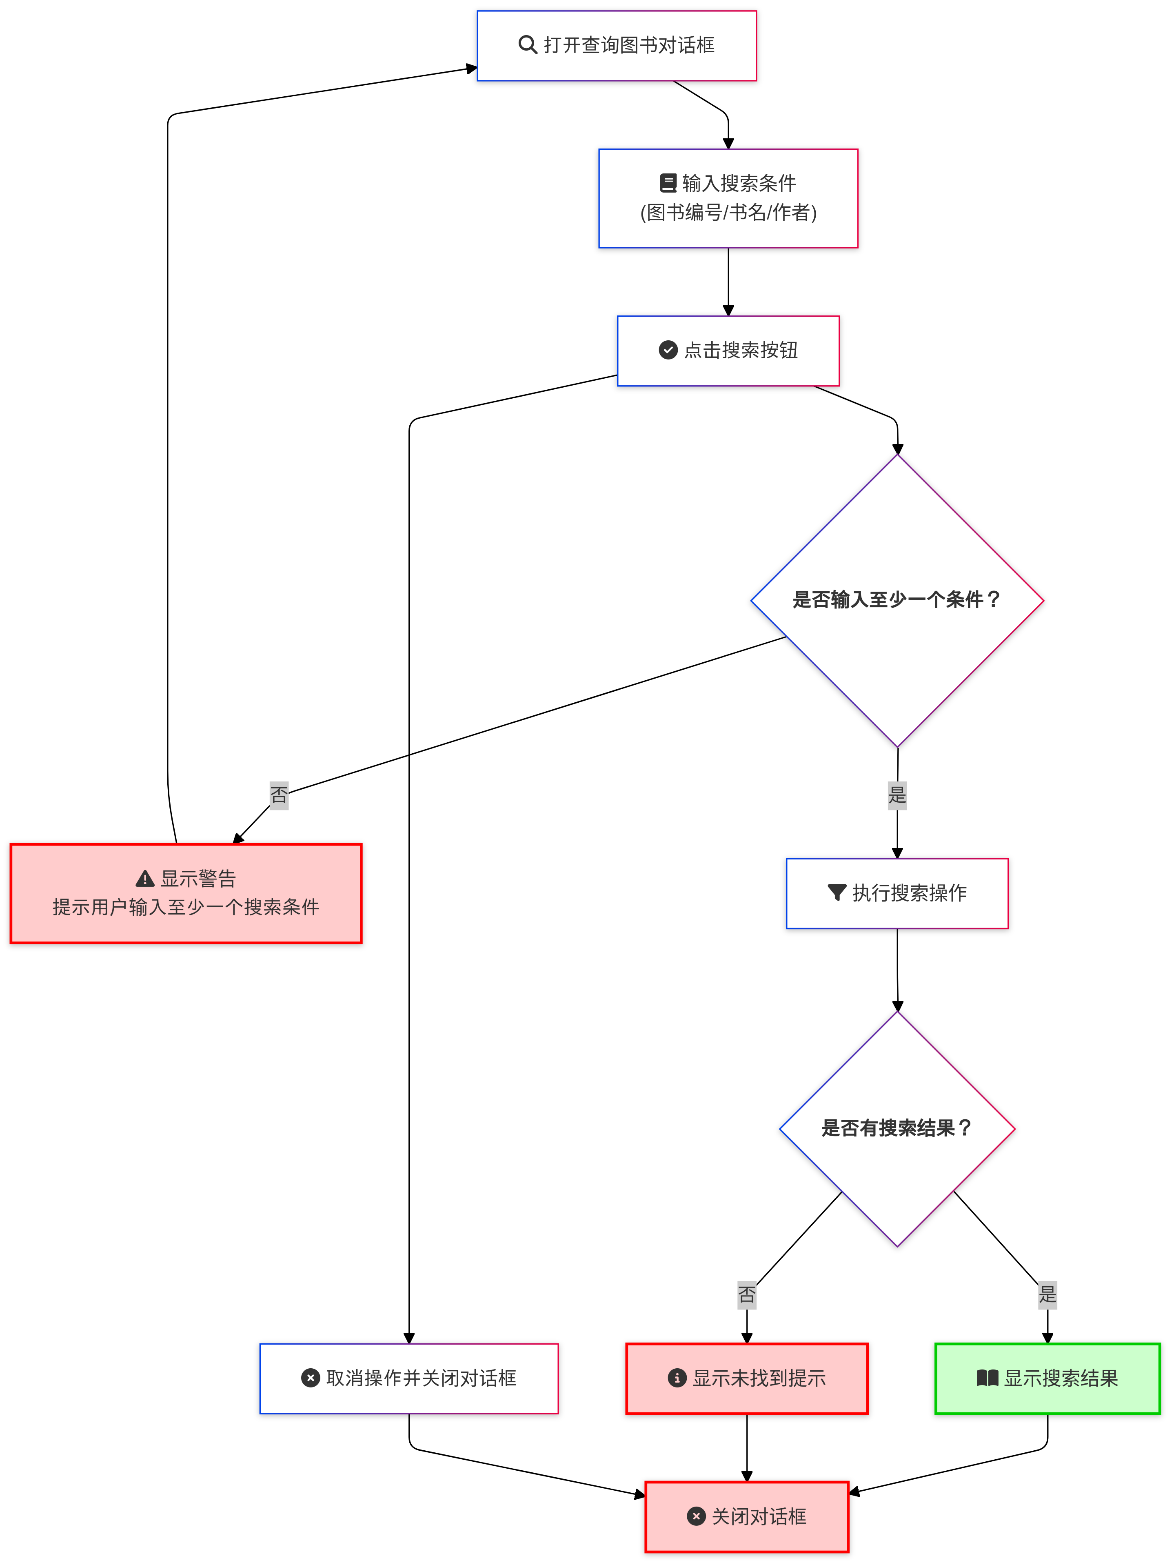 打开查询图书对话框
输入搜索条件
(图书编号/书名/作者)
点击搜索按钮
是否输入至少一个条件？
否
是
显示警告
提示用户输入至少一个搜索条件
执行搜索操作
是否有搜索结果？
否
是
取消操作并关闭对话框
显示未找到提示
显示搜索结果
关闭对话框